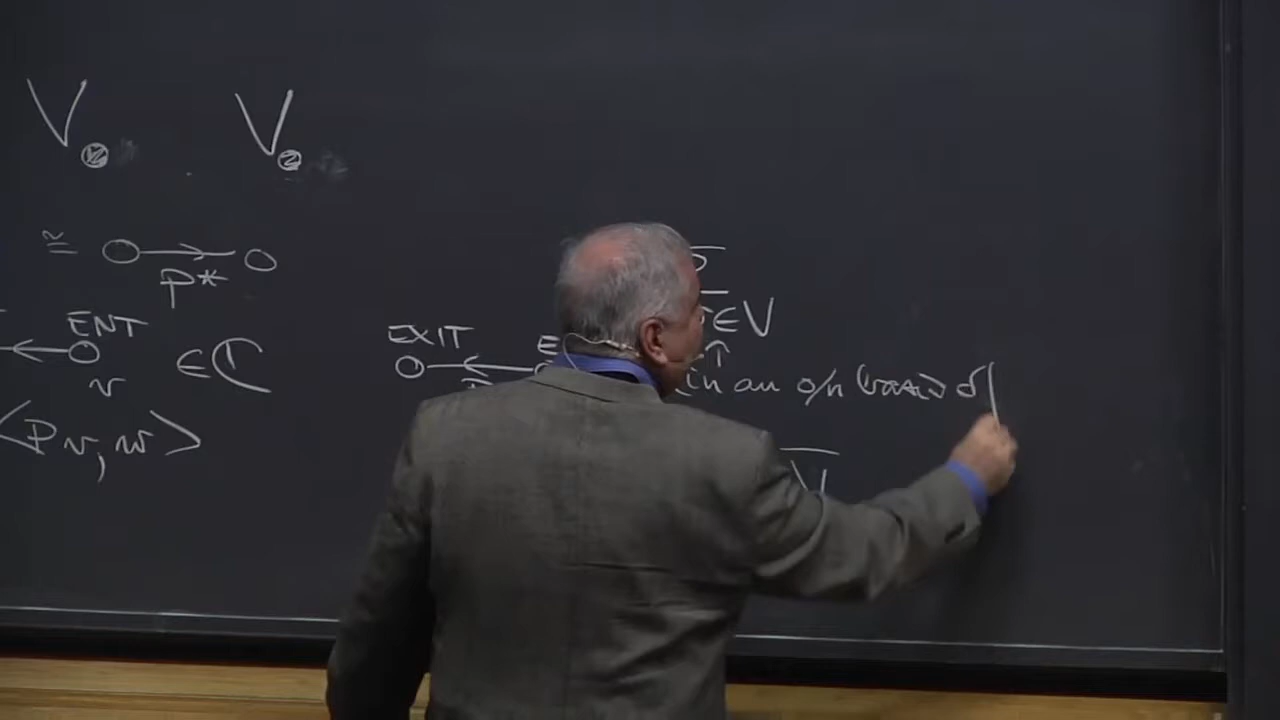 V V
≅ P*
ENT
v ∈ ℂ
<Pv, w>
EXIT
∈ V
in an o/n basis of